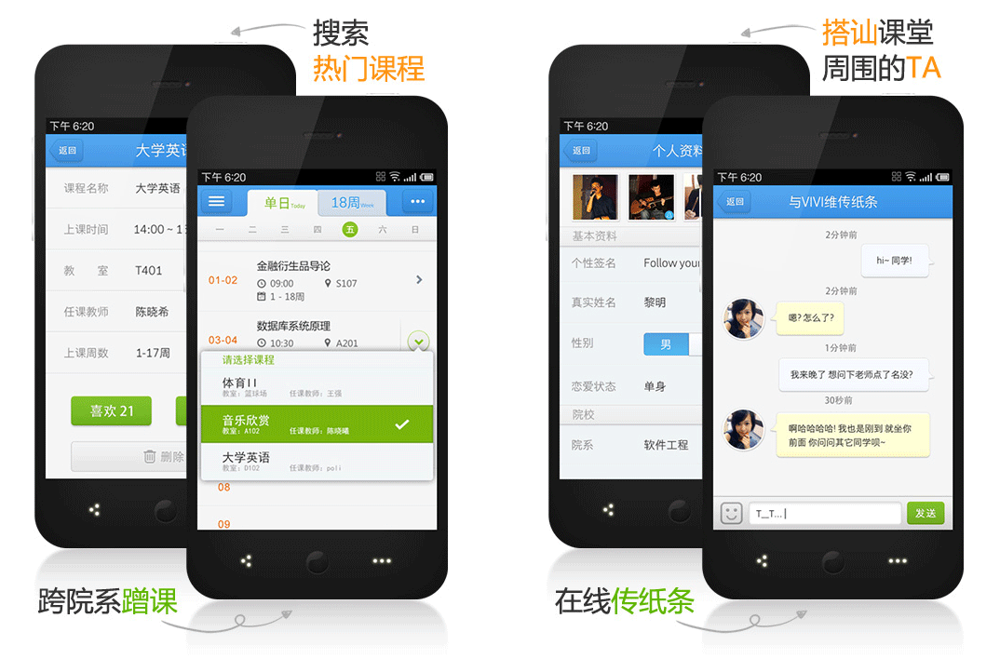 搜索
热门课程
下午 6:20
返回
大学英语
课程名称 大学英语
上课时间 14:00 ~ 1
教 室 T401
任课教师 陈晓希
上课周数 1-17周
喜欢 21
删除
下午 6:20
单日Today
18周Week
一 二 三 四 五 六 日
01-02
金融衍生品导论
09:00 S107
1 - 18周
03-04
数据库系统原理
10:30 A201
请选择课程
体育II
教室：篮球场 任课教师：王强
音乐欣赏
教室：A102 任课教师：陈晓曦
大学英语
教室：D102 任课教师：poli
08
09
跨院系蹭课
搭讪课堂
周围的TA
下午 6:20
返回
个人资料
基本资料
个性签名 Follow your
真实姓名 黎明
性别 男
恋爱状态 单身
院校
院系 软件工程
下午 6:20
返回
与VIVI维传纸条
2分钟前
hi~ 同学!
2分钟前
嗯? 怎么了?
1分钟前
我来晚了 想问下老师点了名没?
30秒前
啊哈哈哈哈! 我也是刚到 就坐你
前面 你问问其它同学呗~
T__T...|
发送
在线传纸条